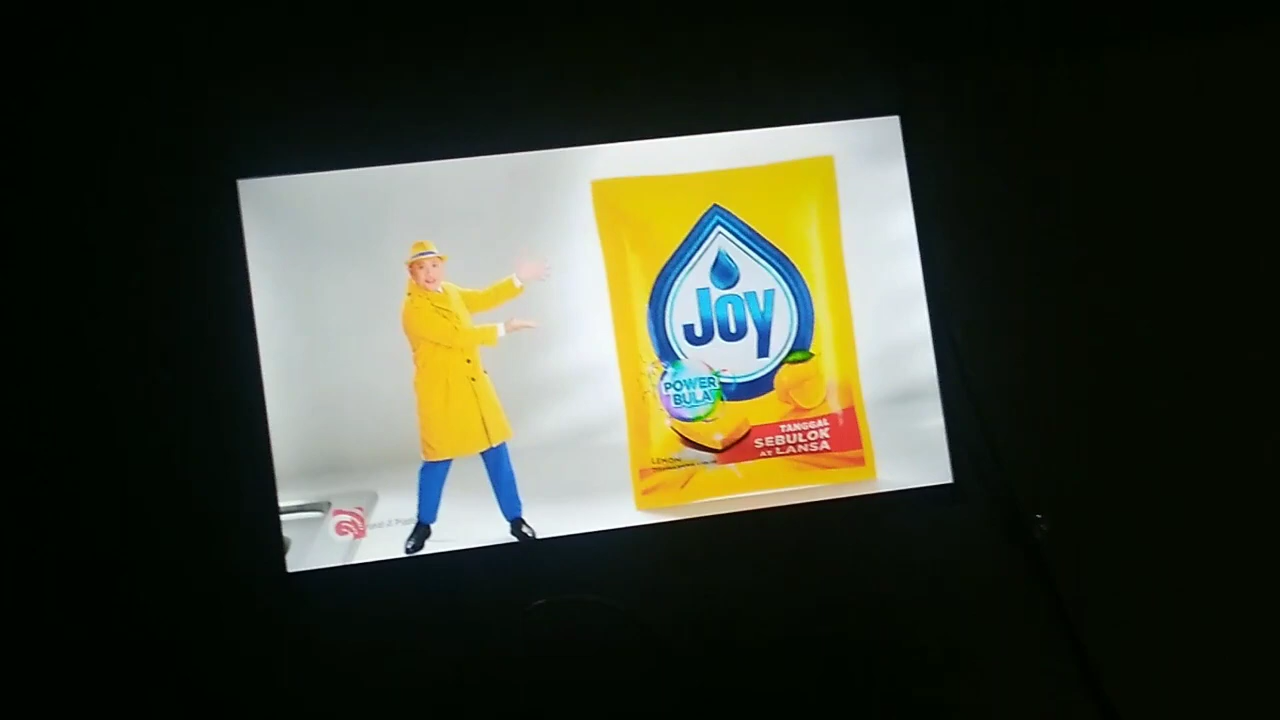 JOY
POWER
BULA
TANGGAL
SEBULOK
AT LANSA
LEMON